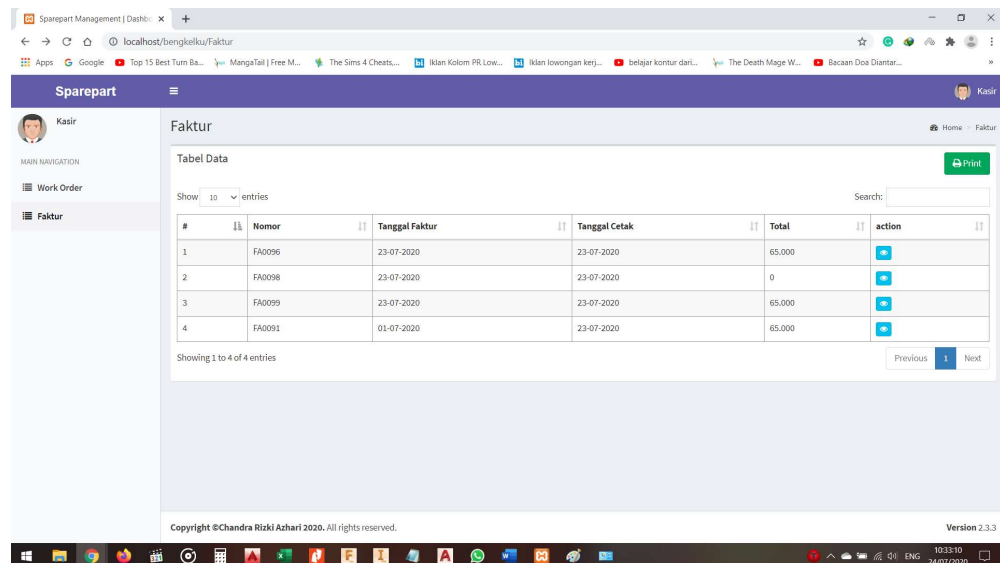 Sparepart Management | Dashbo
localhost/bengkelku/Faktur
Apps Google Top 15 Best Turn Ba... MangaTail | Free M... The Sims 4 Cheats,... Iklan Kolom PR Low... Iklan lowongan kerj... belajar kontur dari... The Death Mage W... Bacaan Doa Diantar... »
Sparepart Kasir
Kasir
MAIN NAVIGATION
Work Order
Faktur
Faktur Home > Faktur
Tabel Data Print
Show 10 entries Search:
# Nomor Tanggal Faktur Tanggal Cetak Total action
1 FA0096 23-07-2020 23-07-2020 65.000
2 FA0098 23-07-2020 23-07-2020 0
3 FA0099 23-07-2020 23-07-2020 65.000
4 FA0091 01-07-2020 23-07-2020 65.000
Showing 1 to 4 of 4 entries Previous 1 Next
Copyright ©Chandra Rizki Azhari 2020. All rights reserved. Version 2.3.3
ENG 10:33:10
24/07/2020